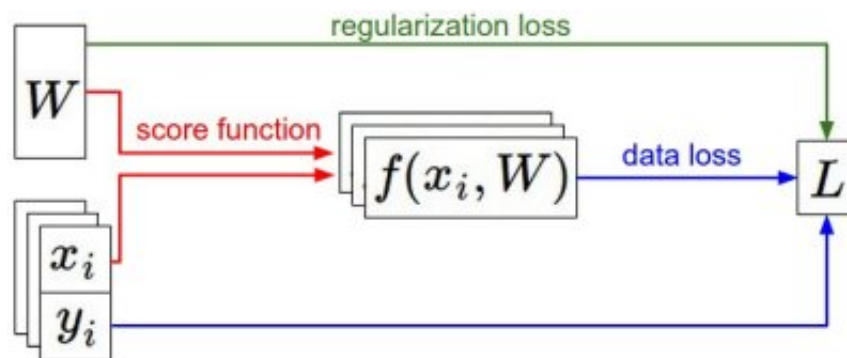 regularization loss
W
score function
f(x_i, W)
data loss
L
x_i
y_i